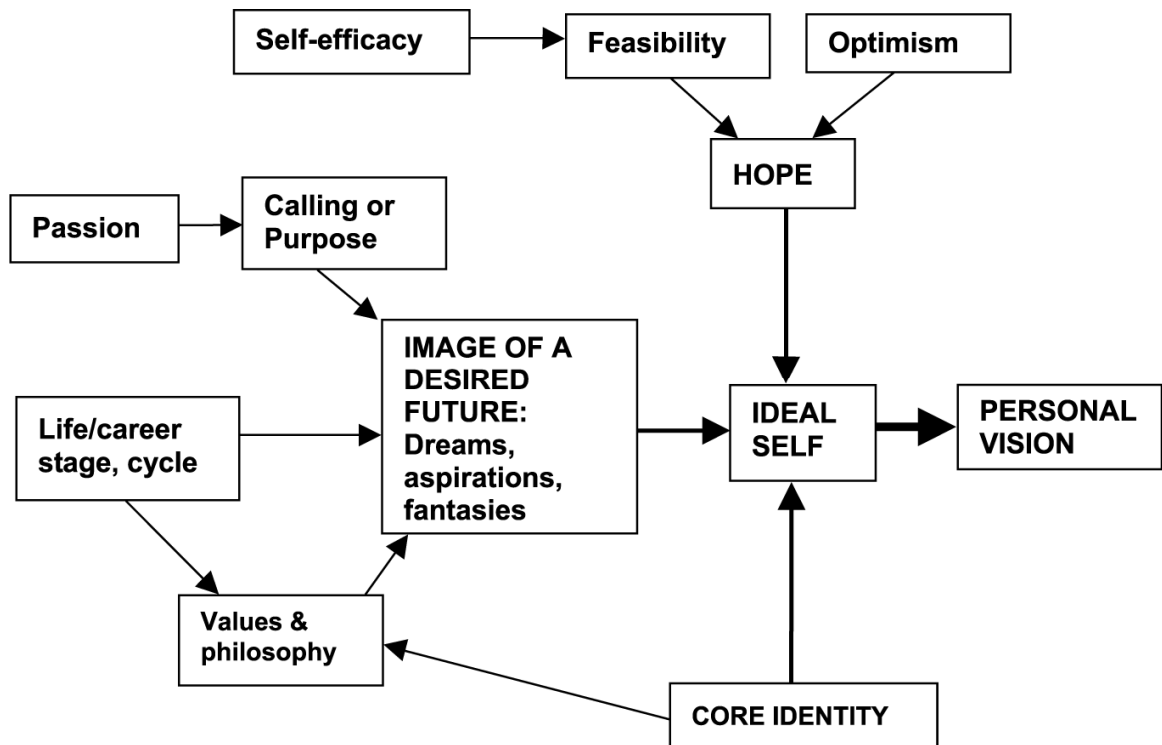 Self-efficacy
Feasibility
Optimism
HOPE
Passion
Calling or
Purpose
IMAGE OF A
DESIRED
FUTURE:
Dreams,
aspirations,
fantasies
Life/career
stage, cycle
IDEAL
SELF
PERSONAL
VISION
Values &
philosophy
CORE IDENTITY